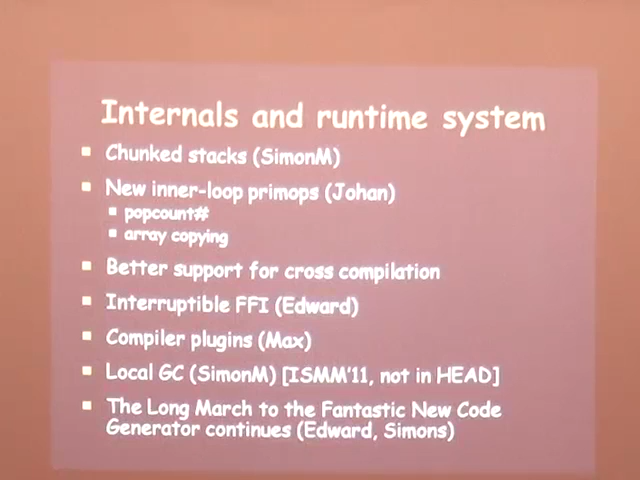 Internals and runtime system
Chunked stacks (SimonM)
New inner-loop primops (Johan)
popcount#
array copying
Better support for cross compilation
Interruptible FFI (Edward)
Compiler plugins (Max)
Local GC (SimonM) [ISMM'11, not in HEAD]
The Long March to the Fantastic New Code
Generator continues (Edward, Simons)